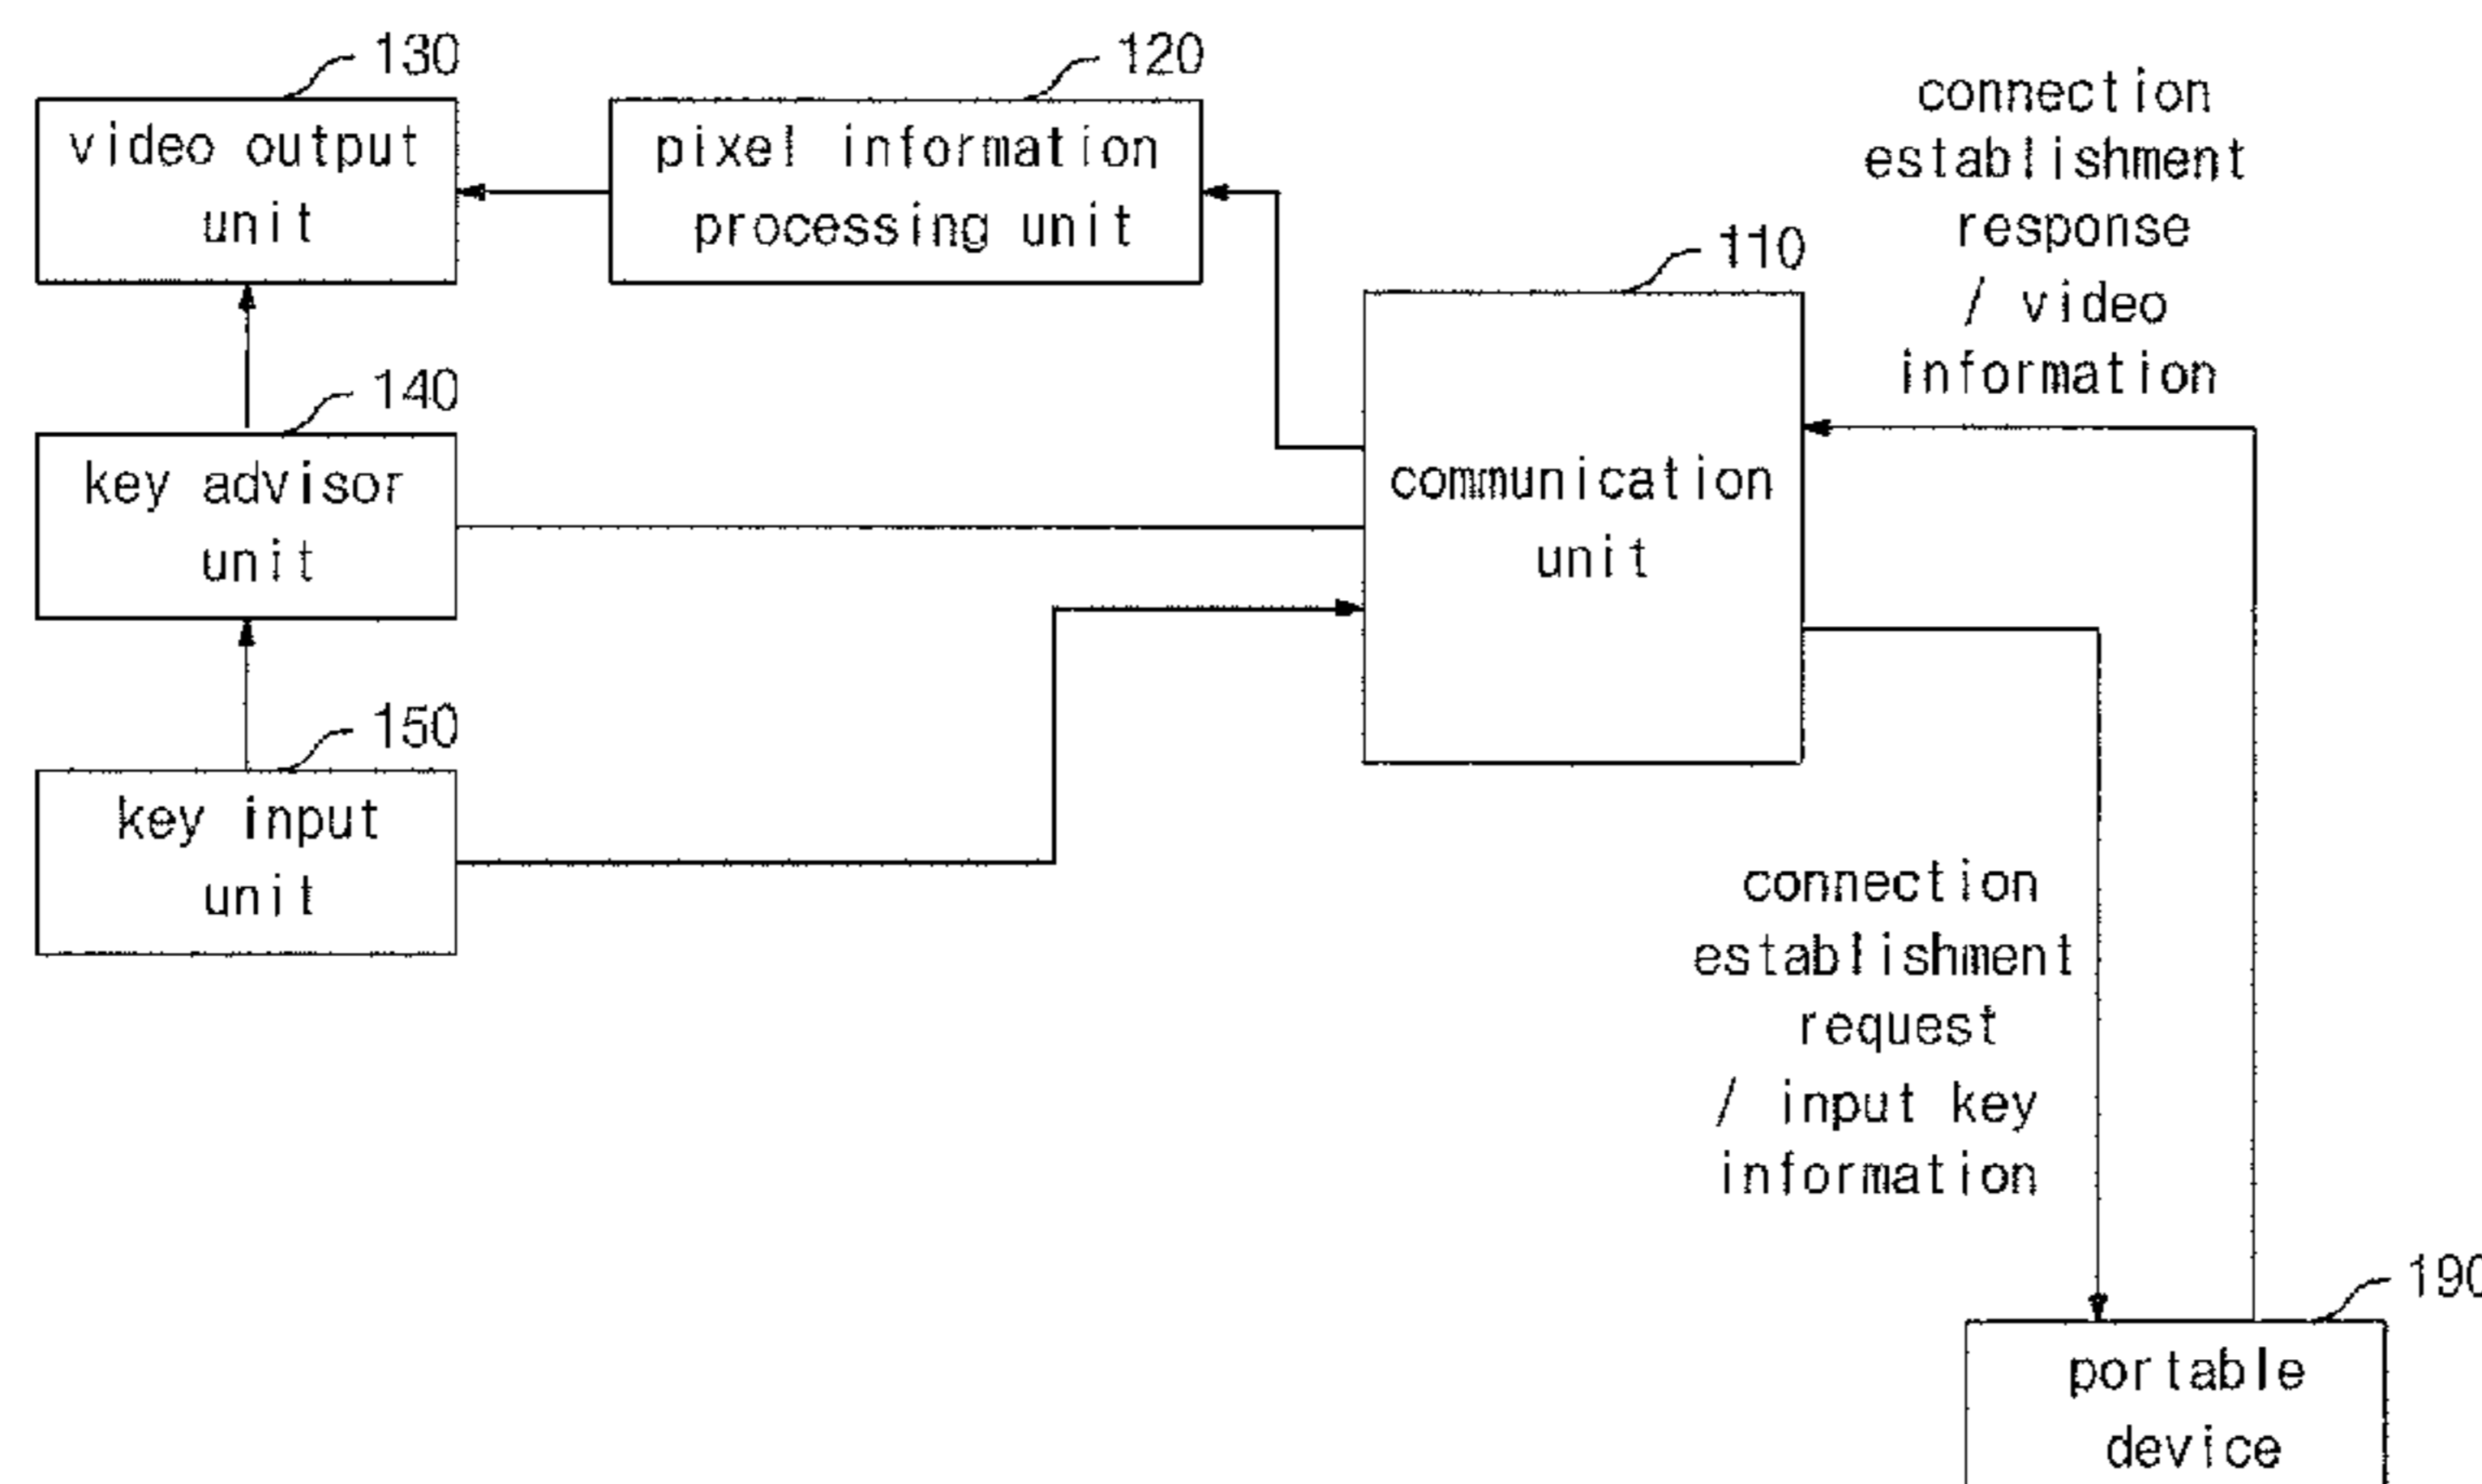 130
video output
unit
120
pixel information
processing unit
connection
establishment
response
/ video
information
110
communication
unit
140
key advisor
unit
150
key input
unit
connection
establishment
request
/ input key
information
190
portable
device